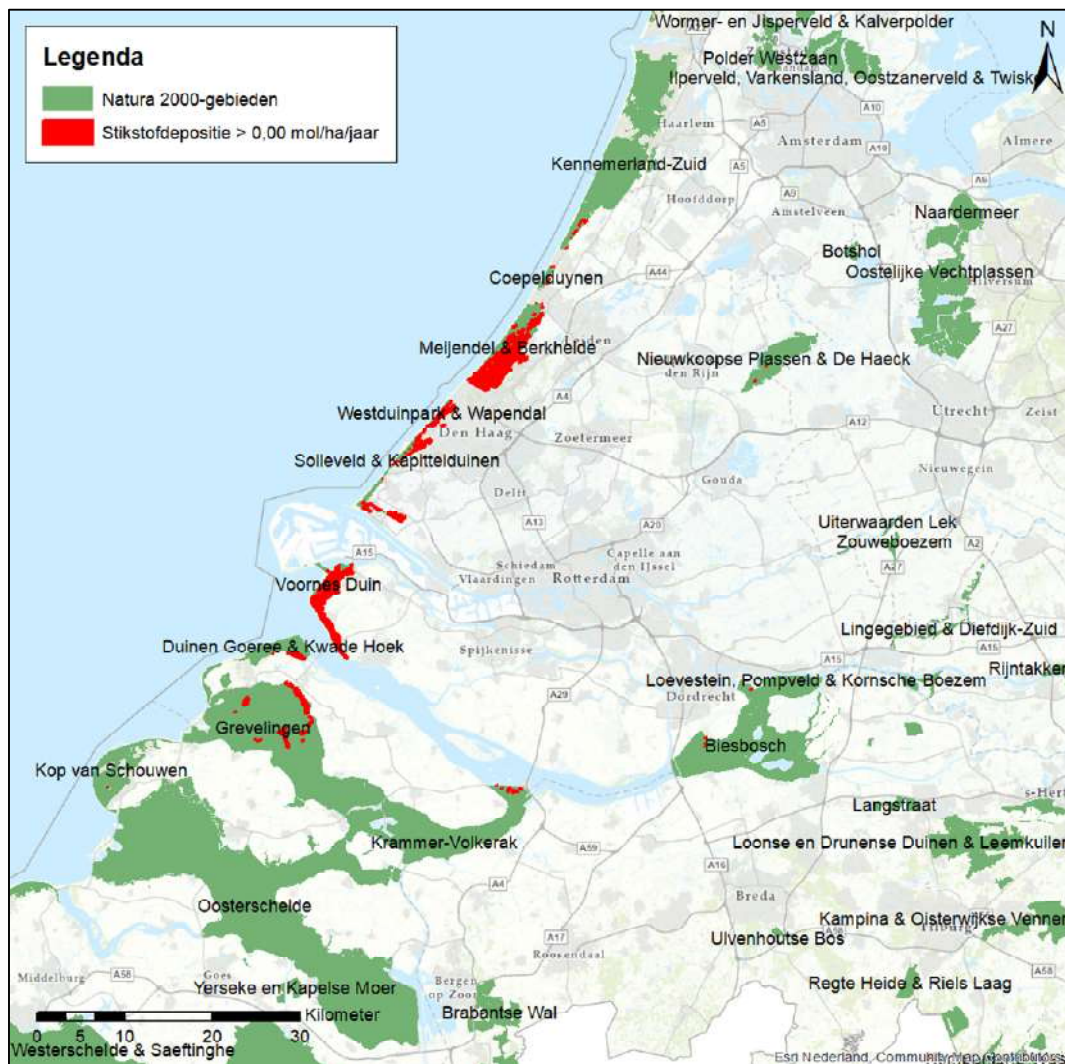 Legenda
Natura 2000-gebieden
Stikstofdepositie > 0,00 mol/ha/jaar
N
Wormer- en Jisperveld & Kalverpolder
Polder Westzaan
Ilperveld, Varkensland, Oostzanerveld & Twiske
Haarlem
A5
A10
Amsterdam
A10
Almere
Kennemerland-Zuid
A5
A9
A6
Hoofddorp
Amstelveen
Naardermeer
Botshol
Oostelijke Vechtplassen
Hilversum
Coepelduynen
A44
A27
Meijendel & Berkheide
Leiden
Nieuwkoopse Plassen & De Haeck
den Rijn
A4
Westduinpark & Wapendal
Utrecht
Zeist
Den Haag
Zoetermeer
A12
Solleveld & Kapittelduinen
Nieuwegein
Gouda
Delft
A13
A20
Uiterwaarden Lek
Zouweboezem
A2
A27
A15
Capelle aan
den IJssel
Schiedam
Vlaardingen
Rotterdam
Voornes Duin
Lingegebied & Diefdijk-Zuid
A15
Duinen Goeree & Kwade Hoek
Spijkenisse
A15
Rijntakken
Loevestein, Pompveld & Kornsche Boezem
Dordrecht
A29
Grevelingen
Biesbosch
Kop van Schouwen
Langstraat
s-Hert
Krammer-Volkerak
A59
Loonse en Drunense Duinen & Leemkuilen
A4
A16
Breda
Oosterschelde
Kampina & Oisterwijkse Vennen
Tilburg
A17
Ulvenhoutse Bos
A58
Roosendaal
Middelburg
A58
Goes
Bergen
op Zoom
A58
Yerseke en Kapelse Moer
Regte Heide & Riels Laag
Kilometer
0 5 10 20 30
Brabantse Wal
Westerschelde & Saeftinghe
Esri Nederland, Community Map Contributors